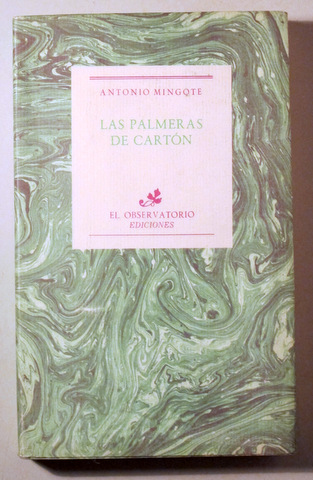 ANTONIO MINGOTE
LAS PALMERAS
DE CARTÓN
EL OBSERVATORIO
EDICIONES